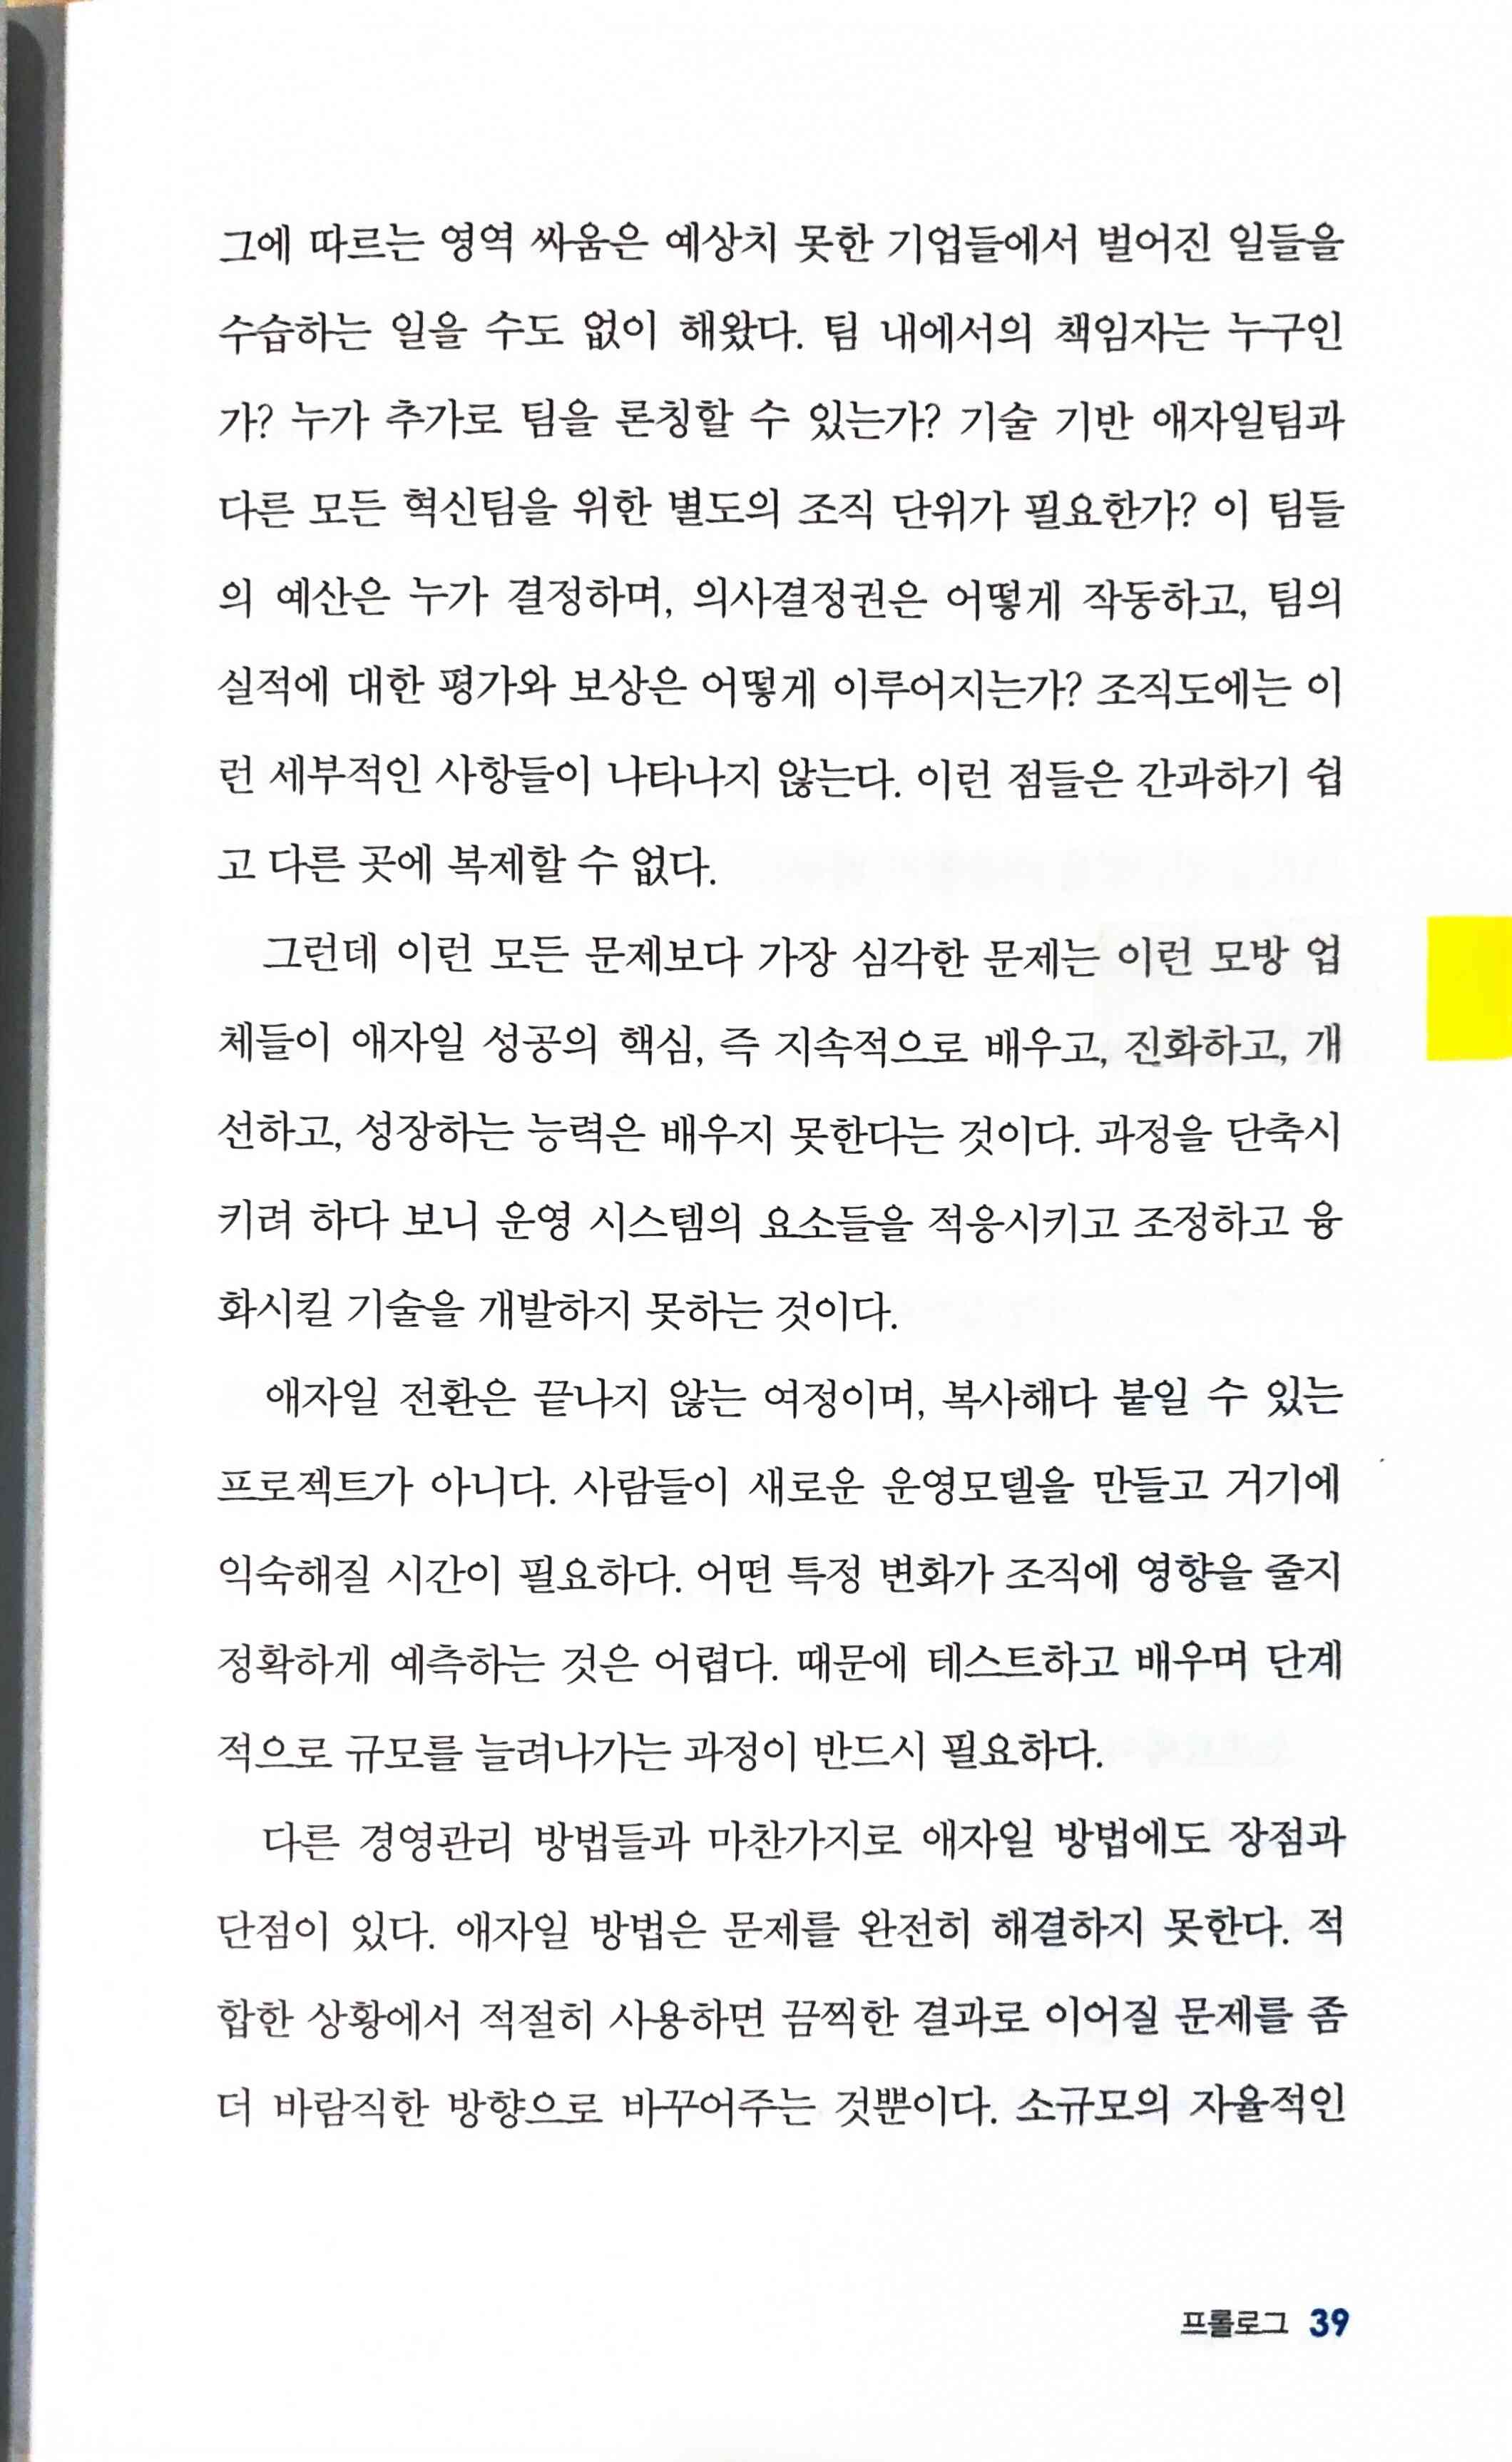 그에 따르는 영역 싸움은 예상치 못한 기업들에서 벌어진 일들을
수습하는 일을 수도 없이 해왔다. 팀 내에서의 책임자는 누구인
가? 누가 추가로 팀을 론칭할 수 있는가? 기술 기반 애자일팀과
다른 모든 혁신팀을 위한 별도의 조직 단위가 필요한가? 이 팀들
의 예산은 누가 결정하며, 의사결정권은 어떻게 작동하고, 팀의
실적에 대한 평가와 보상은 어떻게 이루어지는가? 조직도에는 이
런 세부적인 사항들이 나타나지 않는다. 이런 점들은 간과하기 쉽
고 다른 곳에 복제할 수 없다.
그런데 이런 모든 문제보다 가장 심각한 문제는 이런 모방 업
체들이 애자일 성공의 핵심, 즉 지속적으로 배우고, 진화하고, 개
선하고, 성장하는 능력은 배우지 못한다는 것이다. 과정을 단축시
키려 하다 보니 운영 시스템의 요소들을 적응시키고 조정하고 융
화시킬 기술을 개발하지 못하는 것이다.
애자일 전환은 끝나지 않는 여정이며, 복사해다 붙일 수 있는
프로젝트가 아니다. 사람들이 새로운 운영모델을 만들고 거기에
익숙해질 시간이 필요하다. 어떤 특정 변화가 조직에 영향을 줄지
정확하게 예측하는 것은 어렵다. 때문에 테스트하고 배우며 단계
적으로 규모를 늘려나가는 과정이 반드시 필요하다.
다른 경영관리 방법들과 마찬가지로 애자일 방법에도 장점과
단점이 있다. 애자일 방법은 문제를 완전히 해결하지 못한다. 적
합한 상황에서 적절히 사용하면 끔찍한 결과로 이어질 문제를 좀
더 바람직한 방향으로 바꾸어주는 것뿐이다. 소규모의 자율적인
프롤로그 39